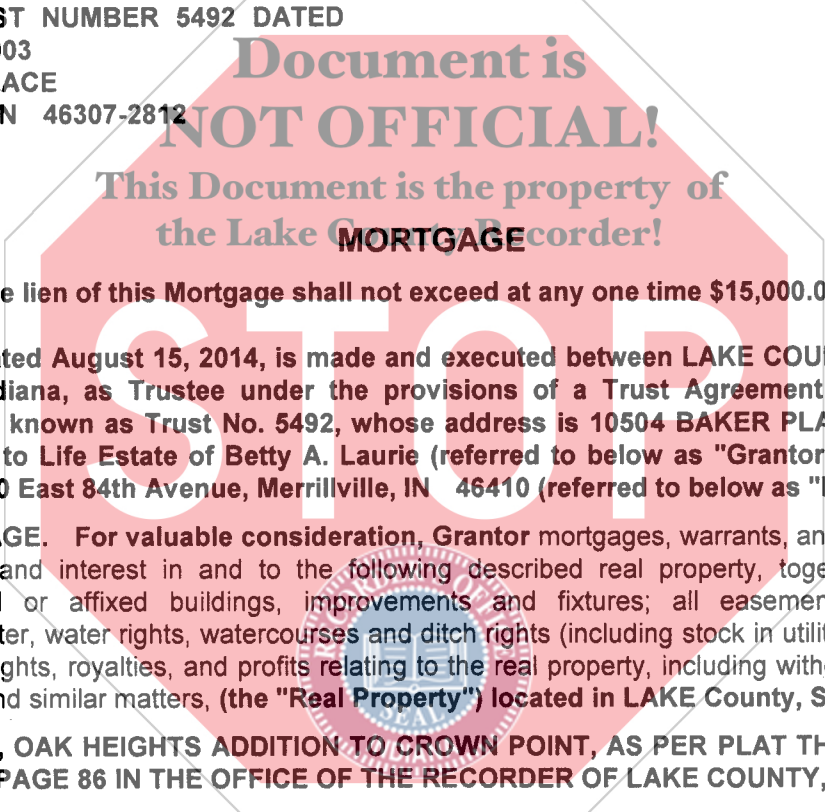 ST NUMBER 5492 DATED
003
ACE
N 46307-2812
Document is
NOT OFFICIAL!
This Document is the property of
the Lake County Recorder!
MORTGAGE
e lien of this Mortgage shall not exceed at any one time $15,000.0
ted August 15, 2014, is made and executed between LAKE COU
diana, as Trustee under the provisions of a Trust Agreement
known as Trust No. 5492, whose address is 10504 BAKER PLA
to Life Estate of Betty A. Laurie (referred to below as "Grantor
0 East 84th Avenue, Merrillville, IN 46410 (referred to below as "
AGE. For valuable consideration, Grantor mortgages, warrants, an
and interest in and to the following described real property, toge
or affixed buildings, improvements and fixtures; all easemen
ter, water rights, watercourses and ditch rights (including stock in utilit
ghts, royalties, and profits relating to the real property, including with
nd similar matters, (the "Real Property") located in LAKE County, S
, OAK HEIGHTS ADDITION TO CROWN POINT, AS PER PLAT TH
PAGE 86 IN THE OFFICE OF THE RECORDER OF LAKE COUNTY,
STOP
SEAL